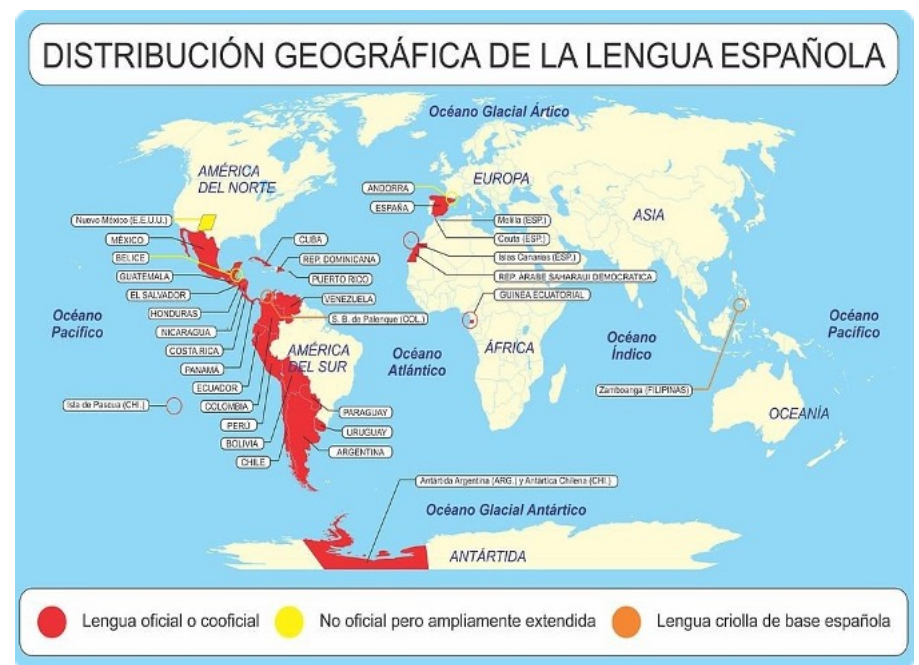 DISTRIBUCIÓN GEOGRÁFICA DE LA LENGUA ESPAÑOLA
Océano Glacial Ártico
AMÉRICA
DEL NORTE
EUROPA
ANDORRA
ESPAÑA
ASIA
Nuevo México (E.E.U.U.)
Melilla (ESP.)
MÉXICO
CUBA
Ceuta (ESP.)
BELICE
REP. DOMINICANA
Islas Canarias (ESP.)
GUATEMALA
PUERTO RICO
REP. ÁRABE SAHARAUI DEMOCRATICA
EL SALVADOR
VENEZUELA
GUINEA ECUATORIAL
HONDURAS
S. B. de Palenque (COL.)
Océano
Pacífico
NICARAGUA
COSTA RICA
PANAMÁ
AMÉRICA
DEL SUR
Océano
Atlántico
ÁFRICA
Océano
Índico
Océano
Pacífico
ECUADOR
Zamboanga (FILIPINAS)
Isla de Pascua (CHI.)
COLOMBIA
PARAGUAY
OCEANÍA
PERÚ
URUGUAY
BOLIVIA
ARGENTINA
CHILE
Antártida Argentina (ARG.) y Antártica Chilena (CHI.)
Océano Glacial Antártico
ANTÁRTIDA
Lengua oficial o cooficial
No oficial pero ampliamente extendida
Lengua criolla de base española